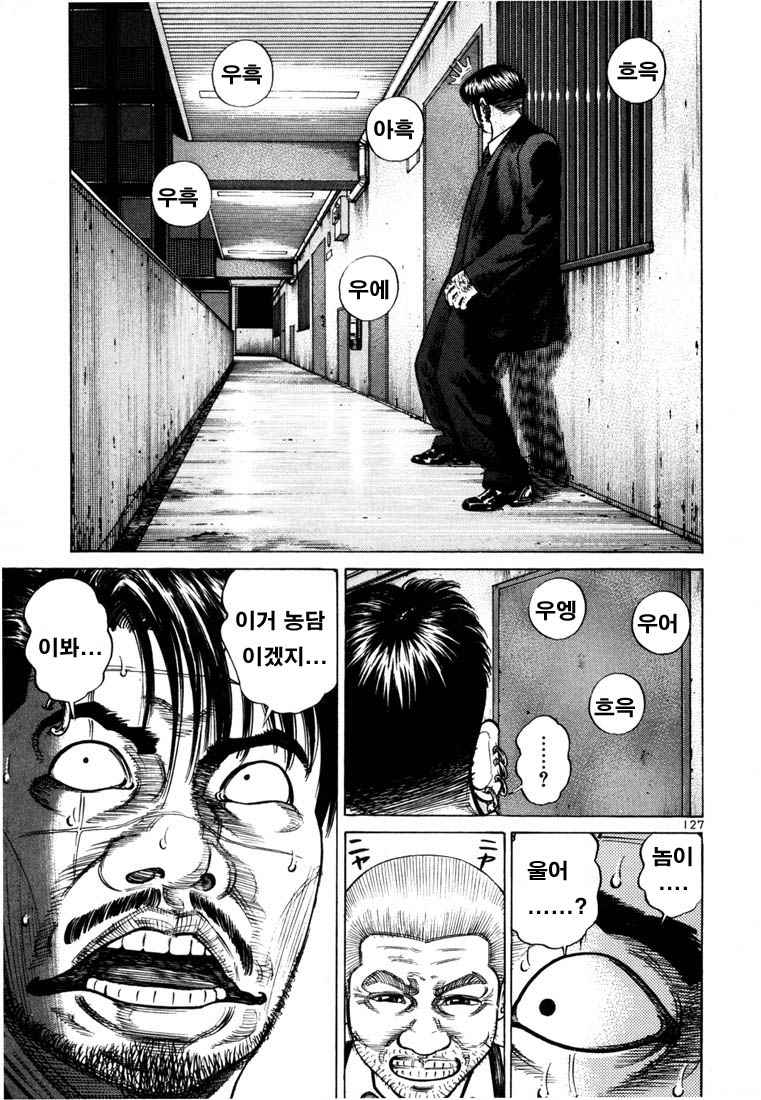 흐윽
아흑
우흑
우에
우흑
우어
우엥
흐윽
......?
127
놈이
....
울어
......?
ニヤ
ニヤ
이거 농담
이겠지...
이봐...